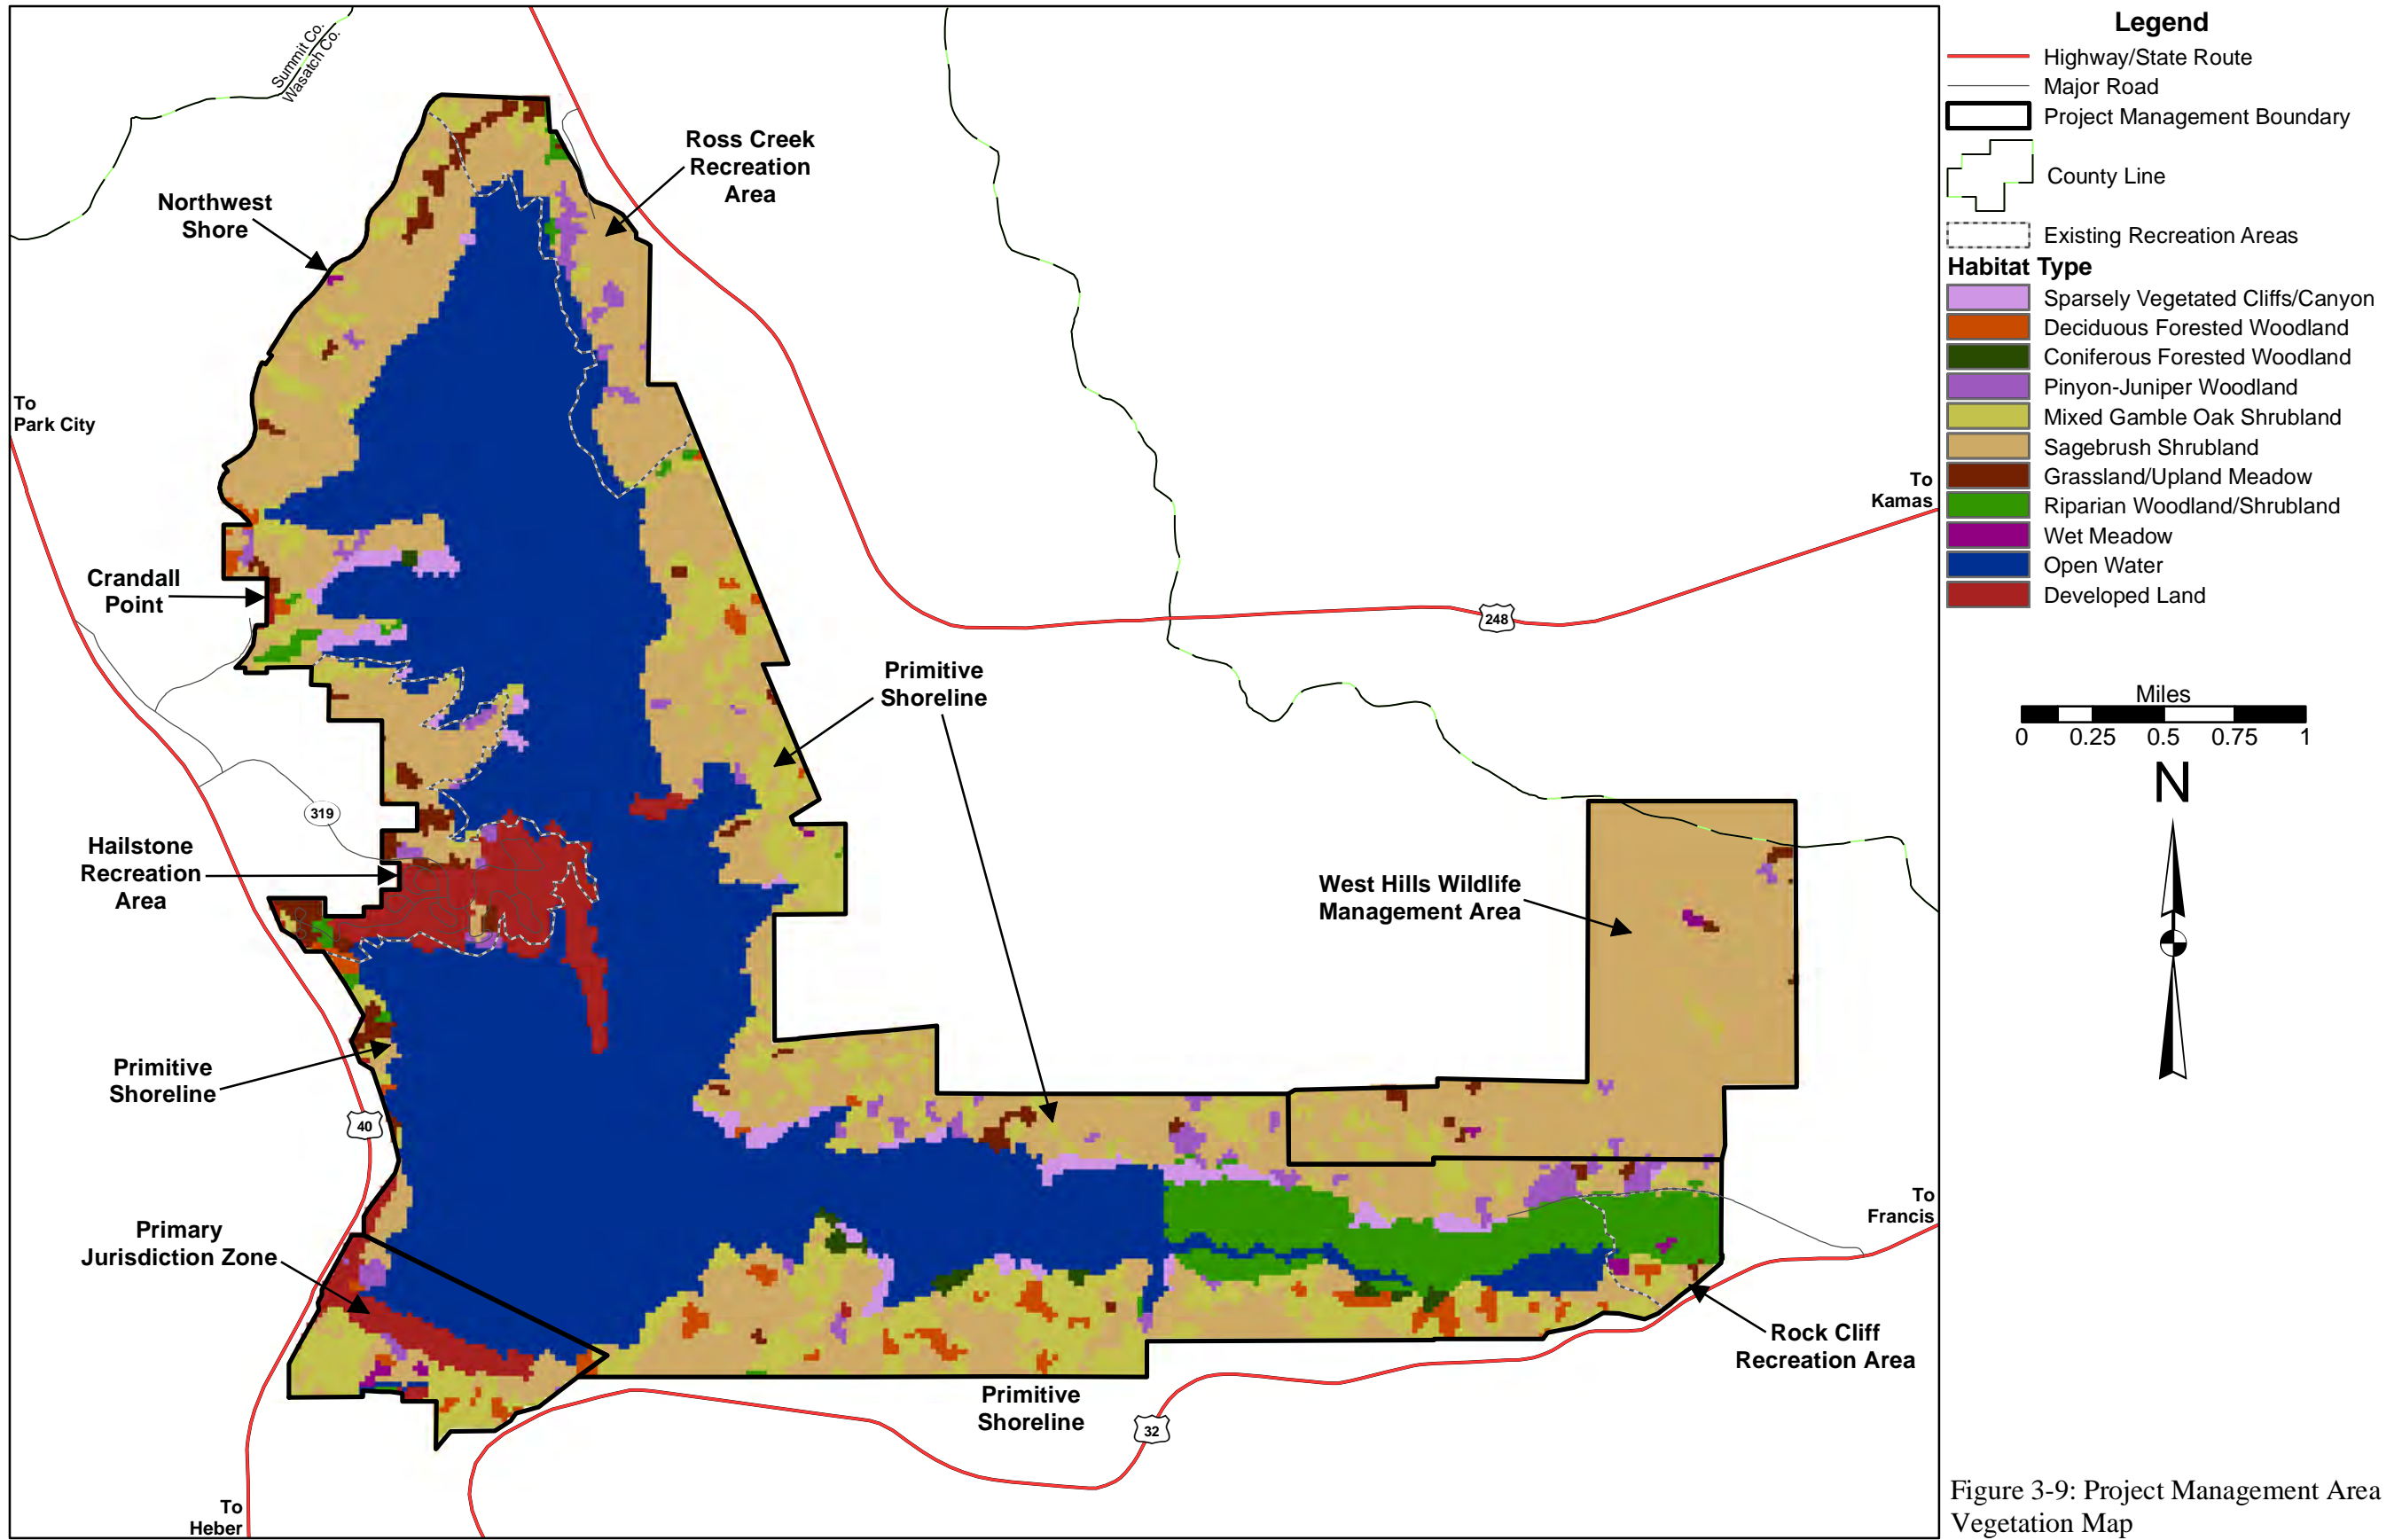 Summit Co.
Wasatch Co.
Ross Creek
Recreation
Area
Northwest
Shore
To
Park City
Crandall
Point
To
Kamas
248
Primitive
Shoreline
319
Hailstone
Recreation
Area
West Hills Wildlife
Management Area
Primitive
Shoreline
40
Primary
Jurisdiction Zone
To
Francis
Rock Cliff
Recreation Area
Primitive
Shoreline
32
To
Heber
Legend
Highway/State Route
Major Road
Project Management Boundary
County Line
Existing Recreation Areas
Habitat Type
Sparsely Vegetated Cliffs/Canyon
Deciduous Forested Woodland
Coniferous Forested Woodland
Pinyon-Juniper Woodland
Mixed Gamble Oak Shrubland
Sagebrush Shrubland
Grassland/Upland Meadow
Riparian Woodland/Shrubland
Wet Meadow
Open Water
Developed Land
Miles
0 0.25 0.5 0.75 1
N
Figure 3-9: Project Management Area
Vegetation Map